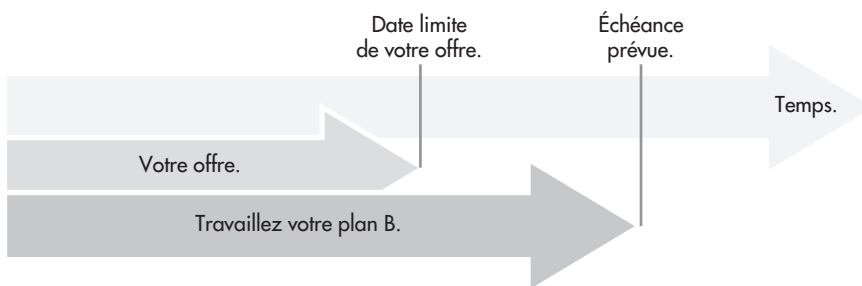 Date limite
de votre offre.
Échéance
prévue.
Temps.
Votre offre.
Travaillez votre plan B.